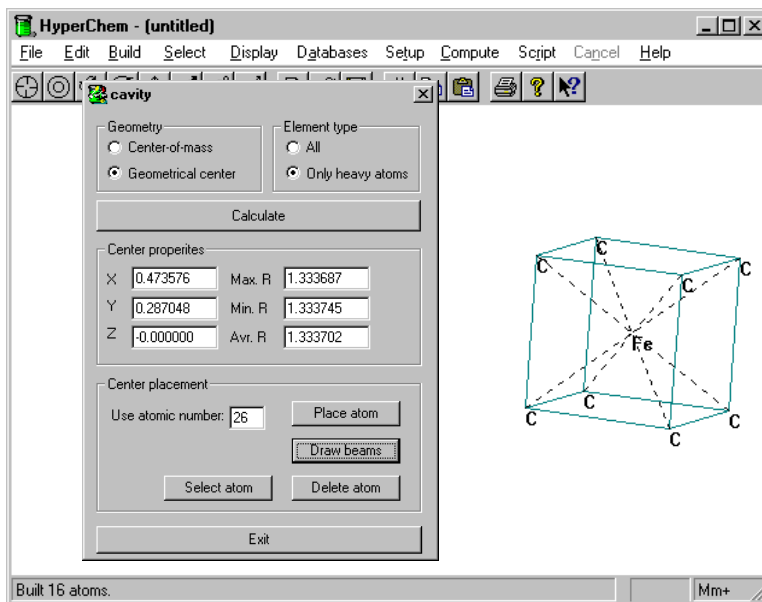 HyperChem - (untitled)
File Edit Build Select Display Databases Setup Compute Script Cancel Help
cavity
Geometry
Center-of-mass
Geometrical center
Element type
All
Only heavy atoms
Calculate
Center properites
X 0.473576 Max. R 1.333687
Y 0.287048 Min. R 1.333745
Z -0.000000 Avr. R 1.333702
Center placement
Use atomic number: 26 Place atom
Draw beams
Select atom Delete atom
Exit
C
C
C
C
Fe
C
C
C
C
Built 16 atoms. Mm+